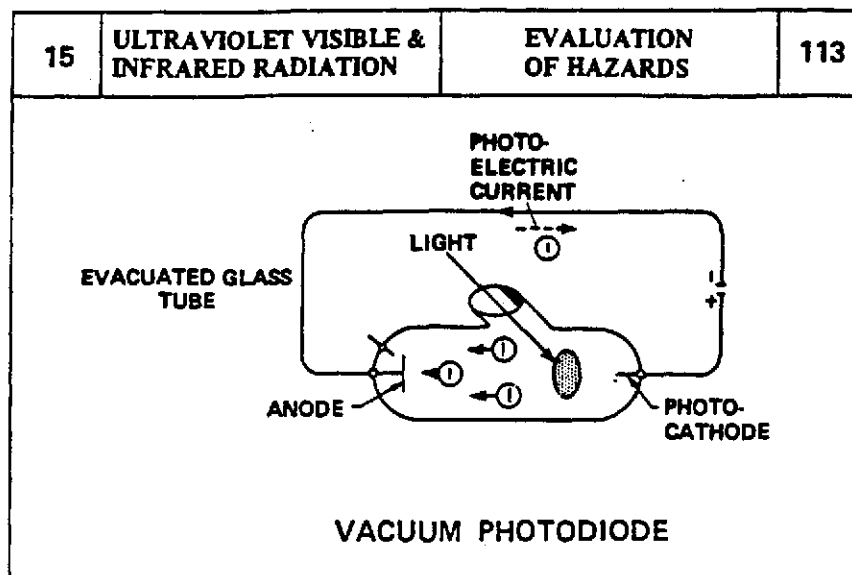 15
ULTRAVIOLET VISIBLE &
INFRARED RADIATION
EVALUATION
OF HAZARDS
113
PHOTO-
ELECTRIC
CURRENT
LIGHT
EVACUATED GLASS
TUBE
ANODE
PHOTO-
CATHODE
VACUUM PHOTODIODE